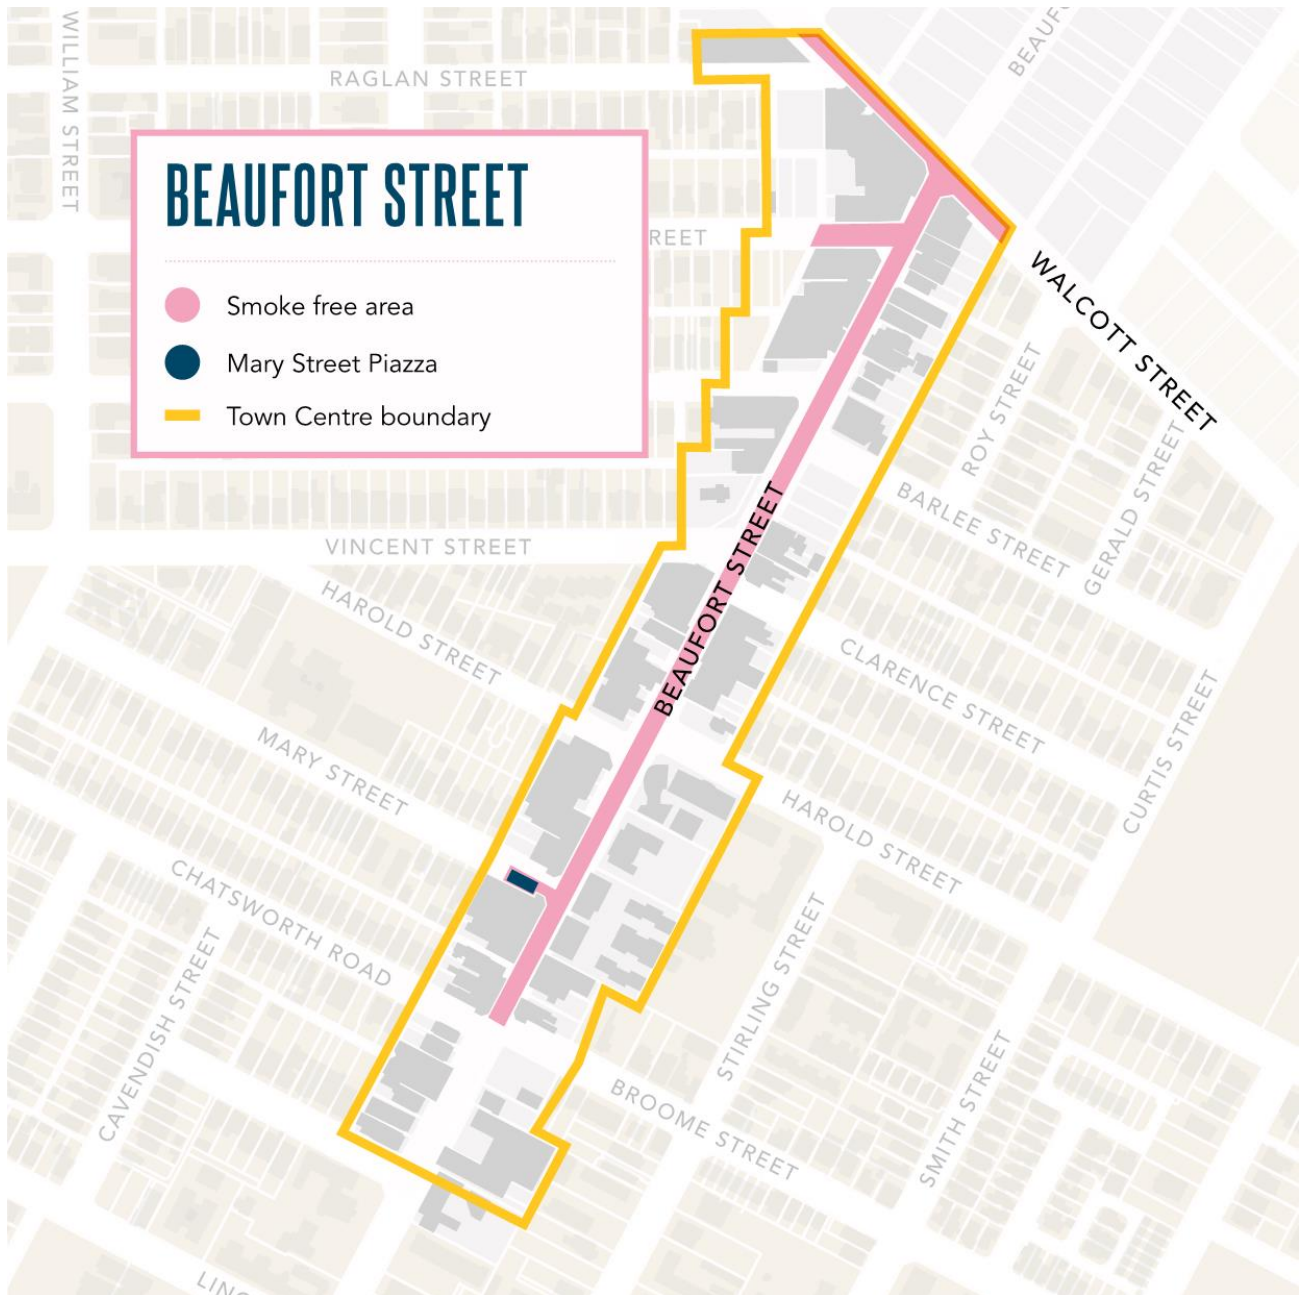 WILLIAM STREET
RAGLAN STREET
BEAUFORT STREET
REET
Smoke free area
Mary Street Piazza
Town Centre boundary
WALCOTT STREET
ROY STREET
GERALD STREET
BARLEE STREET
BEAUFORT STREET
VINCENT STREET
HAROLD STREET
CLARENCE STREET
CURTIS STREET
MARY STREET
HAROLD STREET
CHATSWORTH ROAD
CAVENDISH STREET
STIRLING STREET
SMITH STREET
BROOME STREET